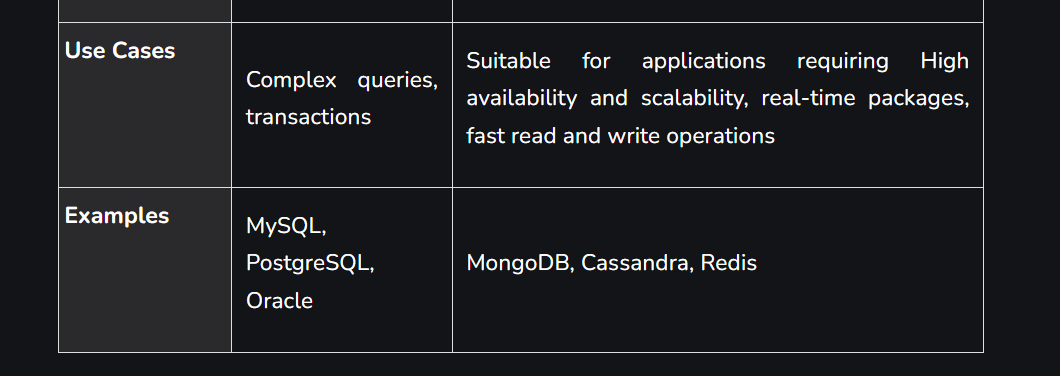 Use Cases
Complex queries,
transactions
Suitable for applications requiring High
availability and scalability, real-time packages,
fast read and write operations
Examples
MySQL,
PostgreSQL,
Oracle
MongoDB, Cassandra, Redis